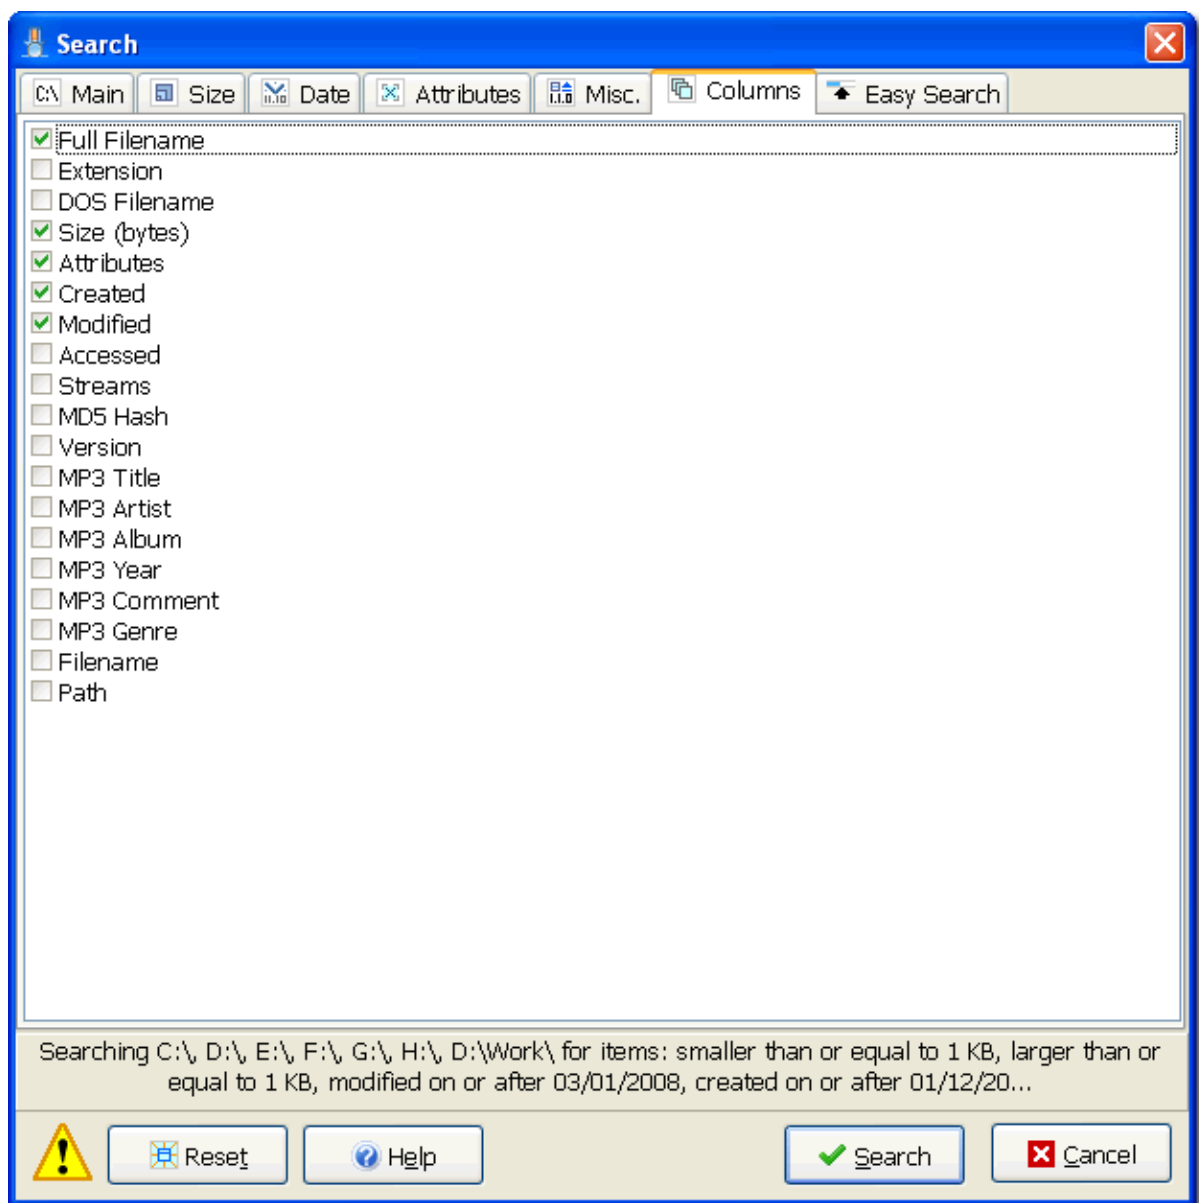 Search
C:\ Main Size Date Attributes Misc. Columns Easy Search
Full Filename
Extension
DOS Filename
Size (bytes)
Attributes
Created
Modified
Accessed
Streams
MD5 Hash
Version
MP3 Title
MP3 Artist
MP3 Album
MP3 Year
MP3 Comment
MP3 Genre
Filename
Path
Searching C:\, D:\, E:\, F:\, G:\, H:\, D:\Work\ for items: smaller than or equal to 1 KB, larger than or
equal to 1 KB, modified on or after 03/01/2008, created on or after 01/12/20...
Reset Help Search Cancel